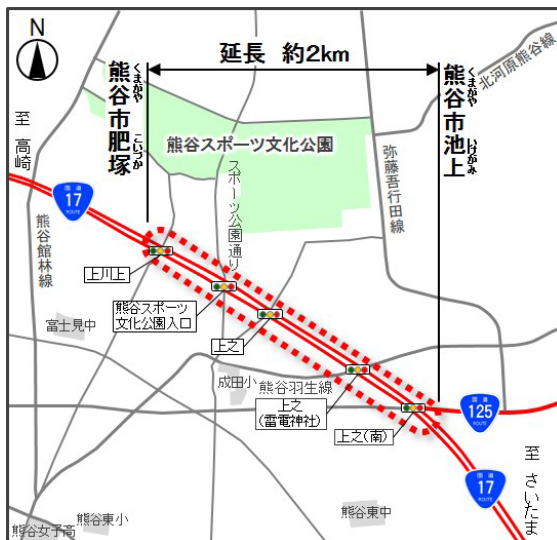 N
延長 約2km
くまがや こいづか
熊谷市肥塚
くまがや いけがみ
熊谷市池上
至 高崎
北河原熊谷線
熊谷スポーツ文化公園
スポーツ公園通り
弥藤吾行田線
国道
17
ROUTE
熊谷館林線
上川上
熊谷スポーツ
文化公園入口
富士見中
上之
成田小
熊谷羽生線
上之
(雷電神社)
上之(南)
国道
125
ROUTE
至 さいたま
国道
17
ROUTE
熊谷女子高
熊谷東小
熊谷東中